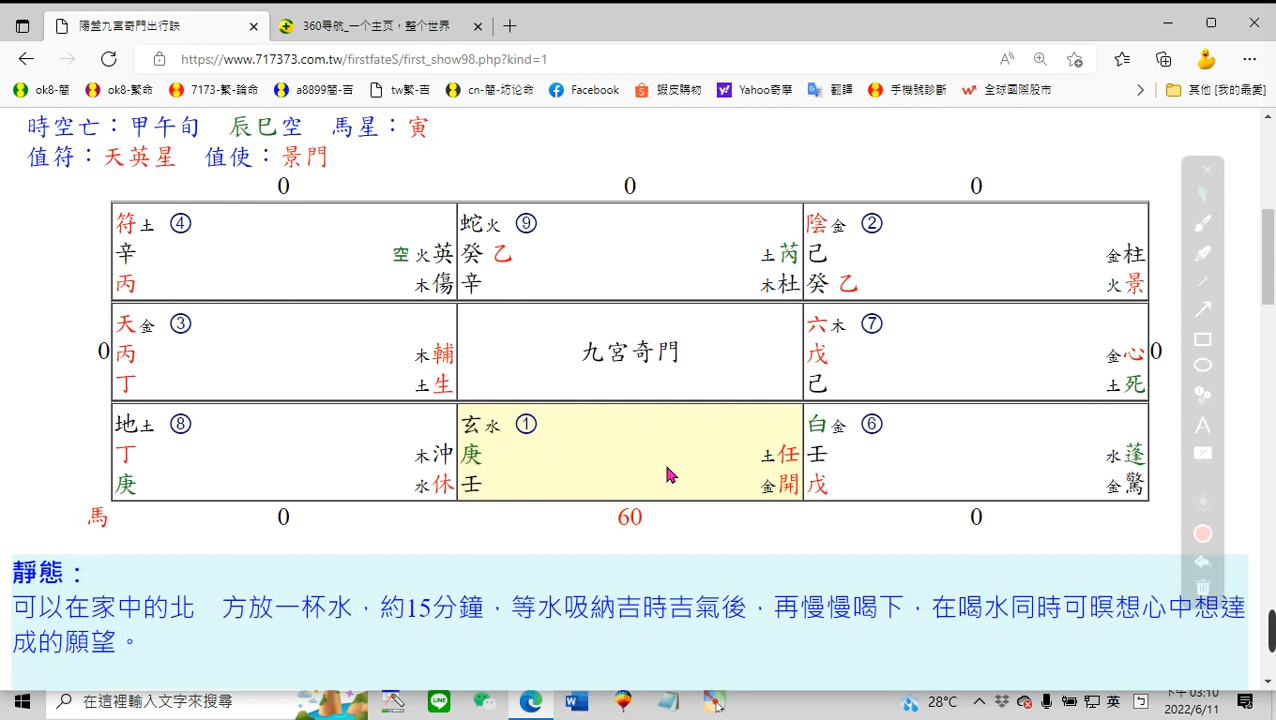 陽盤九宮奇門出行訣
360导航_一个主页，整个世界
https://www.717373.com.tw/firstfateS/first_show98.php?kind=1
ok8-簡 ok8-繁命 7173-繁-論命 a8899簡-吉 tw繁-吉 cn-簡-坊论命 Facebook 蝦皮購物 Yahoo奇摩 翻譯 手機號診斷 全球國際股市 其他 [我的最愛]
時空亡：甲午旬 辰巳空 馬星：寅
值符：天英星 值使：景門
0 0 0
符土 ④ 蛇火 ⑨ 陰金 ②
辛 空 火英 癸 乙 土芮 己 金柱
丙 木傷 辛 木杜 癸 乙 火景
天金 ③ 六木 ⑦
0 丙 木輔 九宮奇門 戊 金心 0
丁 土生 己 土死
地土 ⑧ 玄水 ① 白金 ⑥
丁 木沖 庚 土任 壬 水蓬
庚 水休 壬 金開 戊 金驚
馬 0 60 0
靜態：
可以在家中的北 方放一杯水，約15分鐘，等水吸納吉時吉氣後，再慢慢喝下，在喝水同時可暝想心中想達
成的願望。
在這裡輸入文字來搜尋
28°C
英
下午 03:10
2022/6/11